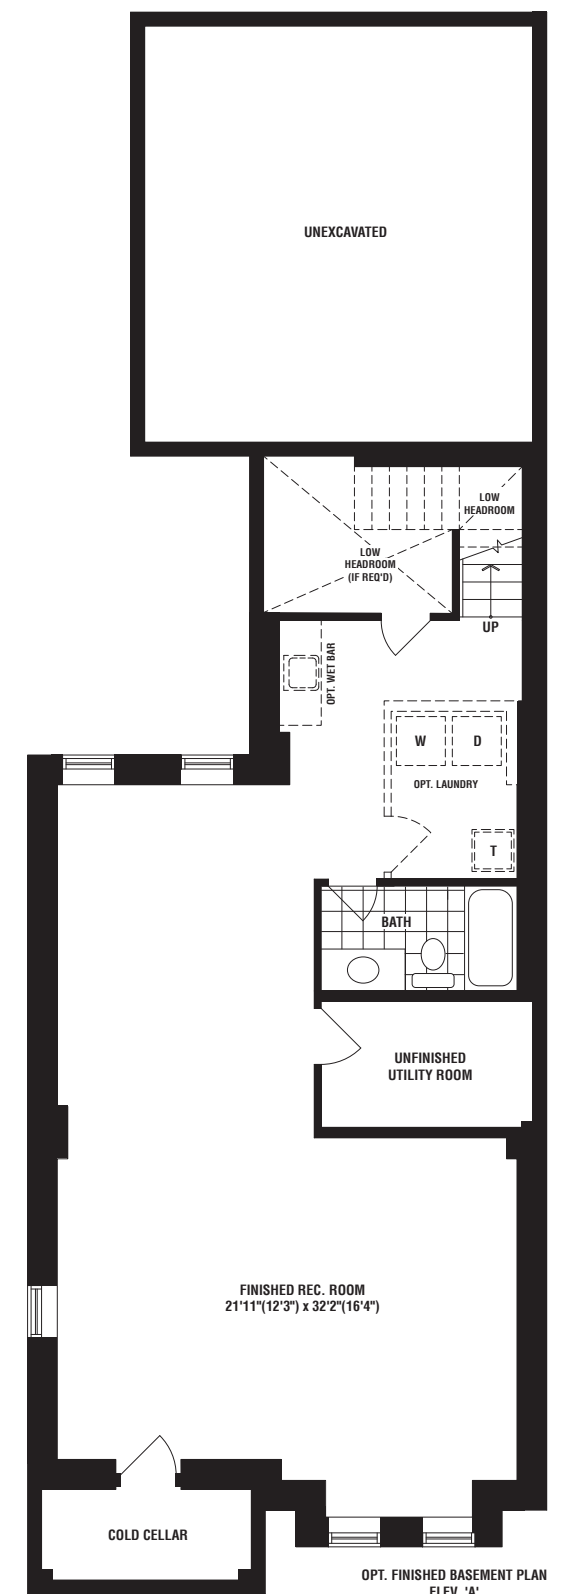 UNEXCAVATED
LOW
HEADROOM
LOW
HEADROOM
(IF REQ'D)
UP
OPT. WET BAR
W
D
OPT. LAUNDRY
T
BATH
UNFINISHED
UTILITY ROOM
FINISHED REC. ROOM
21'11"(12'3") x 32'2"(16'4")
COLD CELLAR
OPT. FINISHED BASEMENT PLAN
ELEV. 'A'